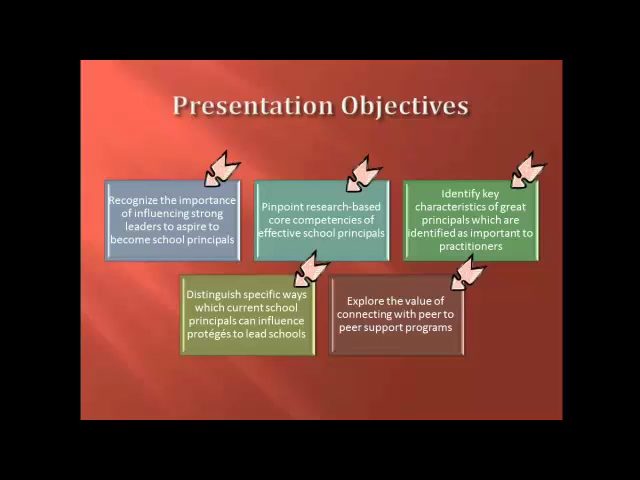 Presentation Objectives
Recognize the importance
of influencing strong
leaders to aspire to
become school principals
Pinpoint research-based
core competencies of
effective school principals
Identify key
characteristics of great
principals which are
identified as important to
practitioners
Distinguish specific ways
which current school
principals can influence
protégés to lead schools
Explore the value of
connecting with peer to
peer support programs